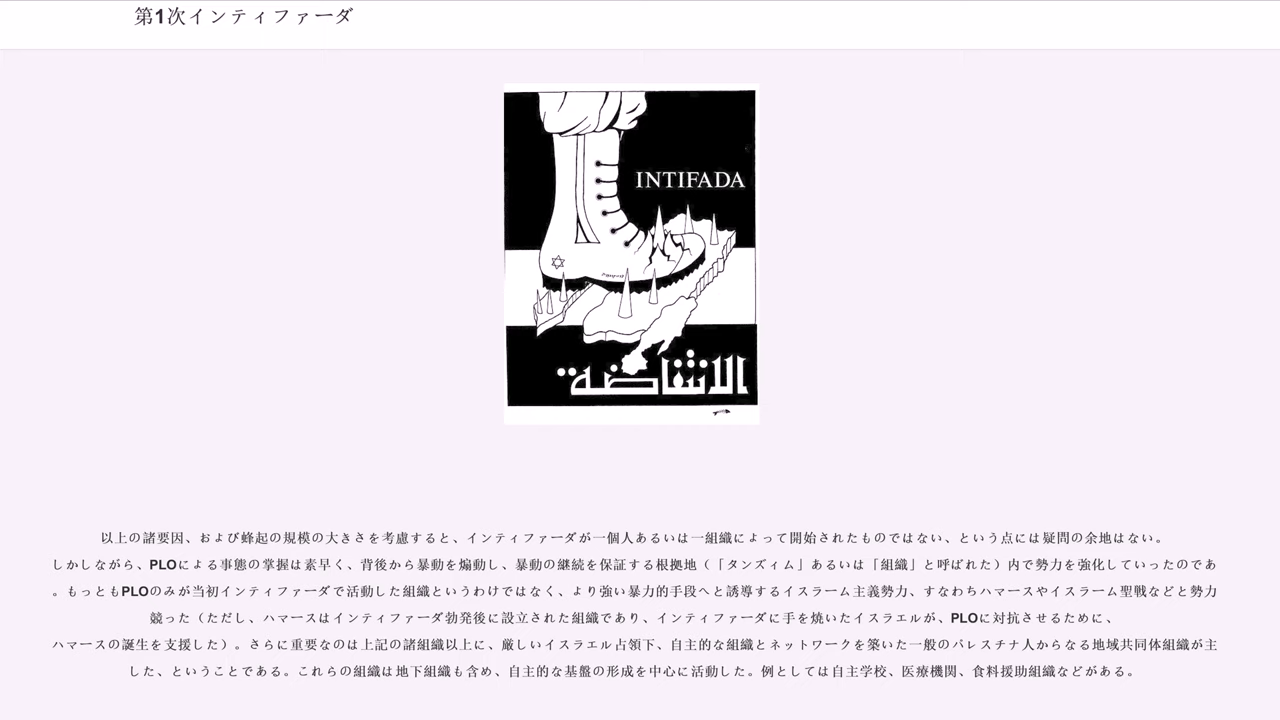 第1次インティファーダ
INTIFADA
الانتفاضة
以上の諸要因、および蜂起の規模の大きさを考慮すると、インティファーダが一個人あるいは一組織によって開始されたものではない、という点には疑問の余地はない。
しかしながら、PLOによる事態の掌握は素早く、背後から暴動を煽動し、暴動の継続を保証する根拠地（「タンズィム」あるいは「組織」と呼ばれた）内で勢力を強化していったのであ
。もっともPLOのみが当初インティファーダで活動した組織というわけではなく、より強い暴力的手段へと誘導するイスラーム主義勢力、すなわちハマースやイスラーム聖戦などと勢力
競った（ただし、ハマースはインティファーダ勃発後に設立された組織であり、インティファーダに手を焼いたイスラエルが、PLOに対抗させるために、
ハマースの誕生を支援した）。さらに重要なのは上記の諸組織以上に、厳しいイスラエル占領下、自主的な組織とネットワークを築いた一般のパレスチナ人からなる地域共同体組織が主
した、ということである。これらの組織は地下組織も含め、自主的な基盤の形成を中心に活動した。例としては自主学校、医療機関、食料援助組織などがある。